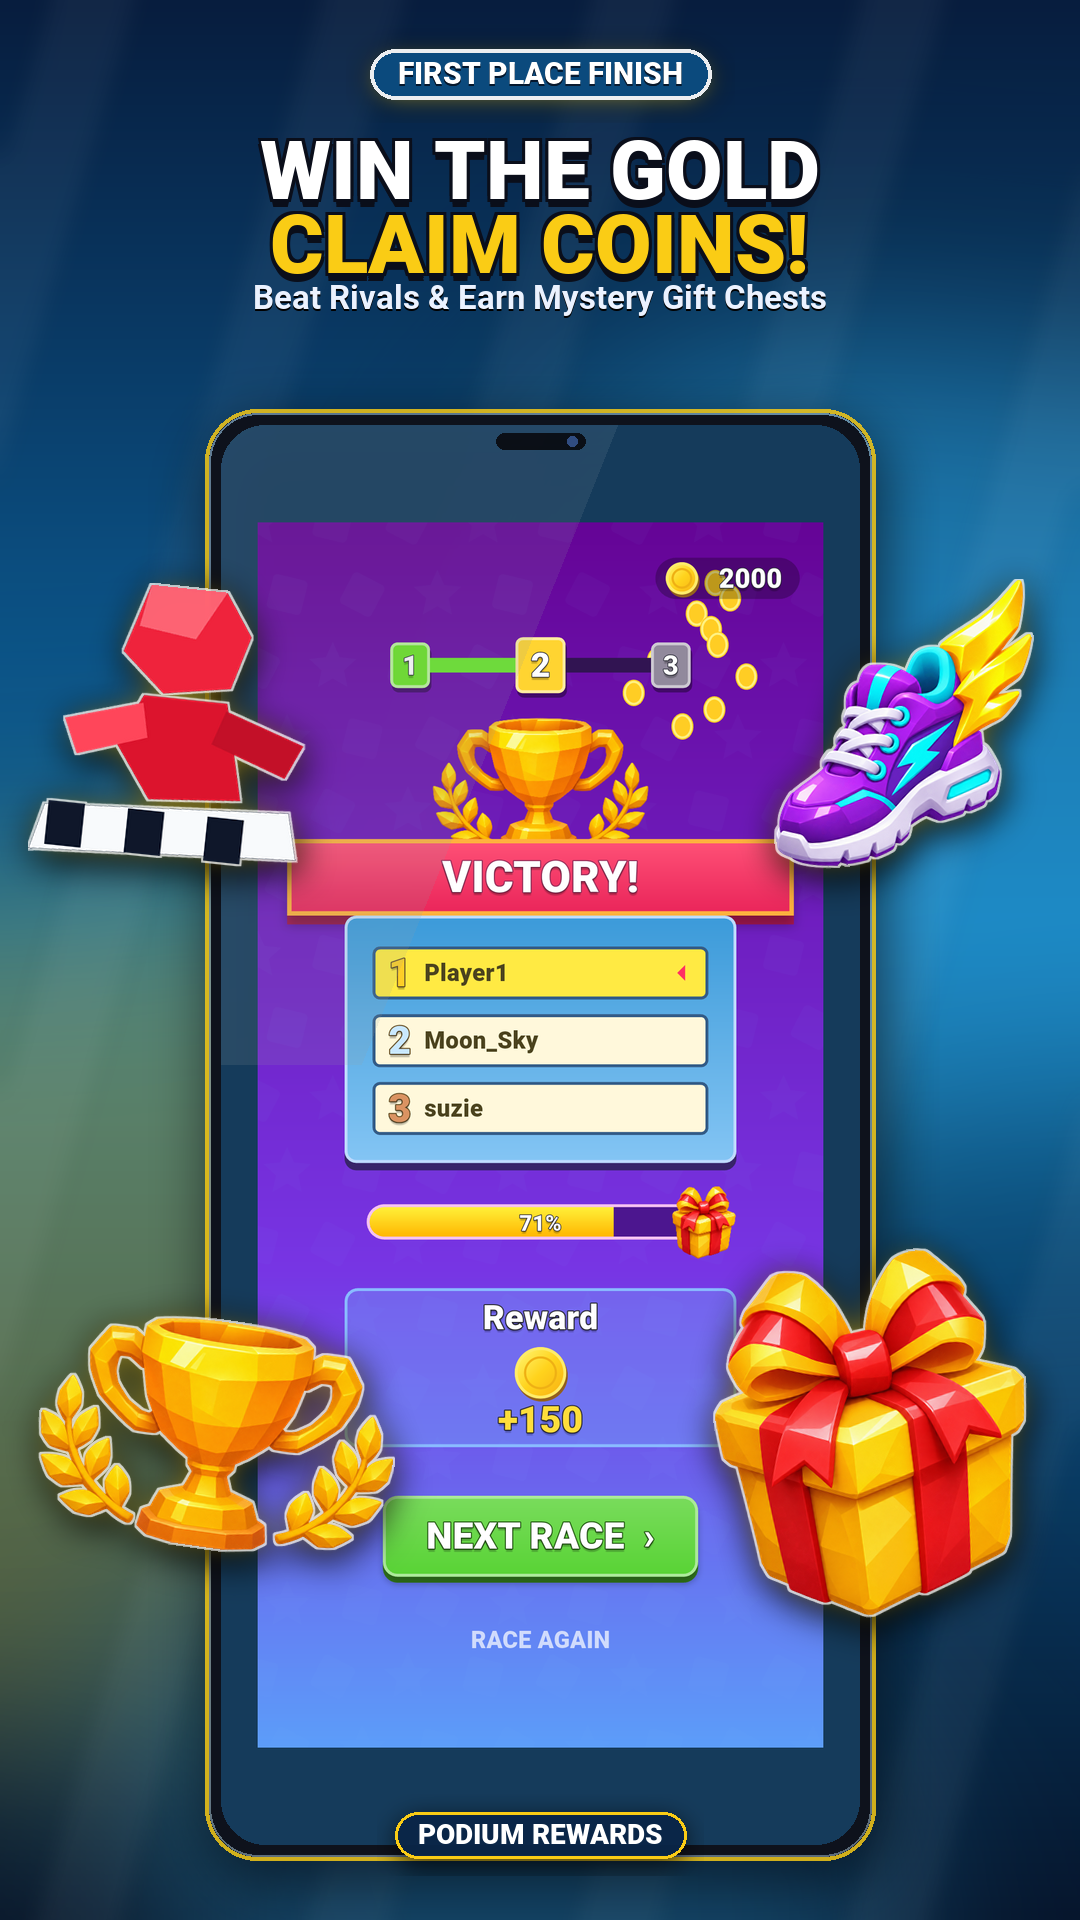 FIRST PLACE FINISH
WIN THE GOLD
CLAIM COINS!
Beat Rivals & Earn Mystery Gift Chests
2000
1 2 3
VICTORY!
1 Player1
2 Moon_Sky
3 suzie
71%
Reward
+150
NEXT RACE ›
RACE AGAIN
PODIUM REWARDS